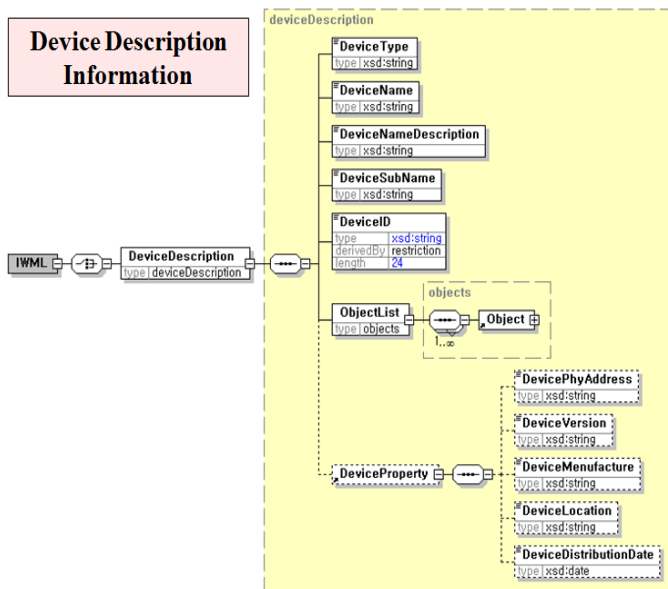 Device Description
Information
deviceDescription
DeviceType
type xsd:string
DeviceName
type xsd:string
DeviceNameDescription
type xsd:string
DeviceSubName
type xsd:string
DeviceID
type xsd:string
derivedBy restriction
length 24
IWML
DeviceDescription
type deviceDescription
ObjectList
type objects
objects
1..∞
Object
DeviceProperty
DevicePhyAddress
type xsd:string
DeviceVersion
type xsd:string
DeviceMenufacture
type xsd:string
DeviceLocation
type xsd:string
DeviceDistributionDate
type xsd:date